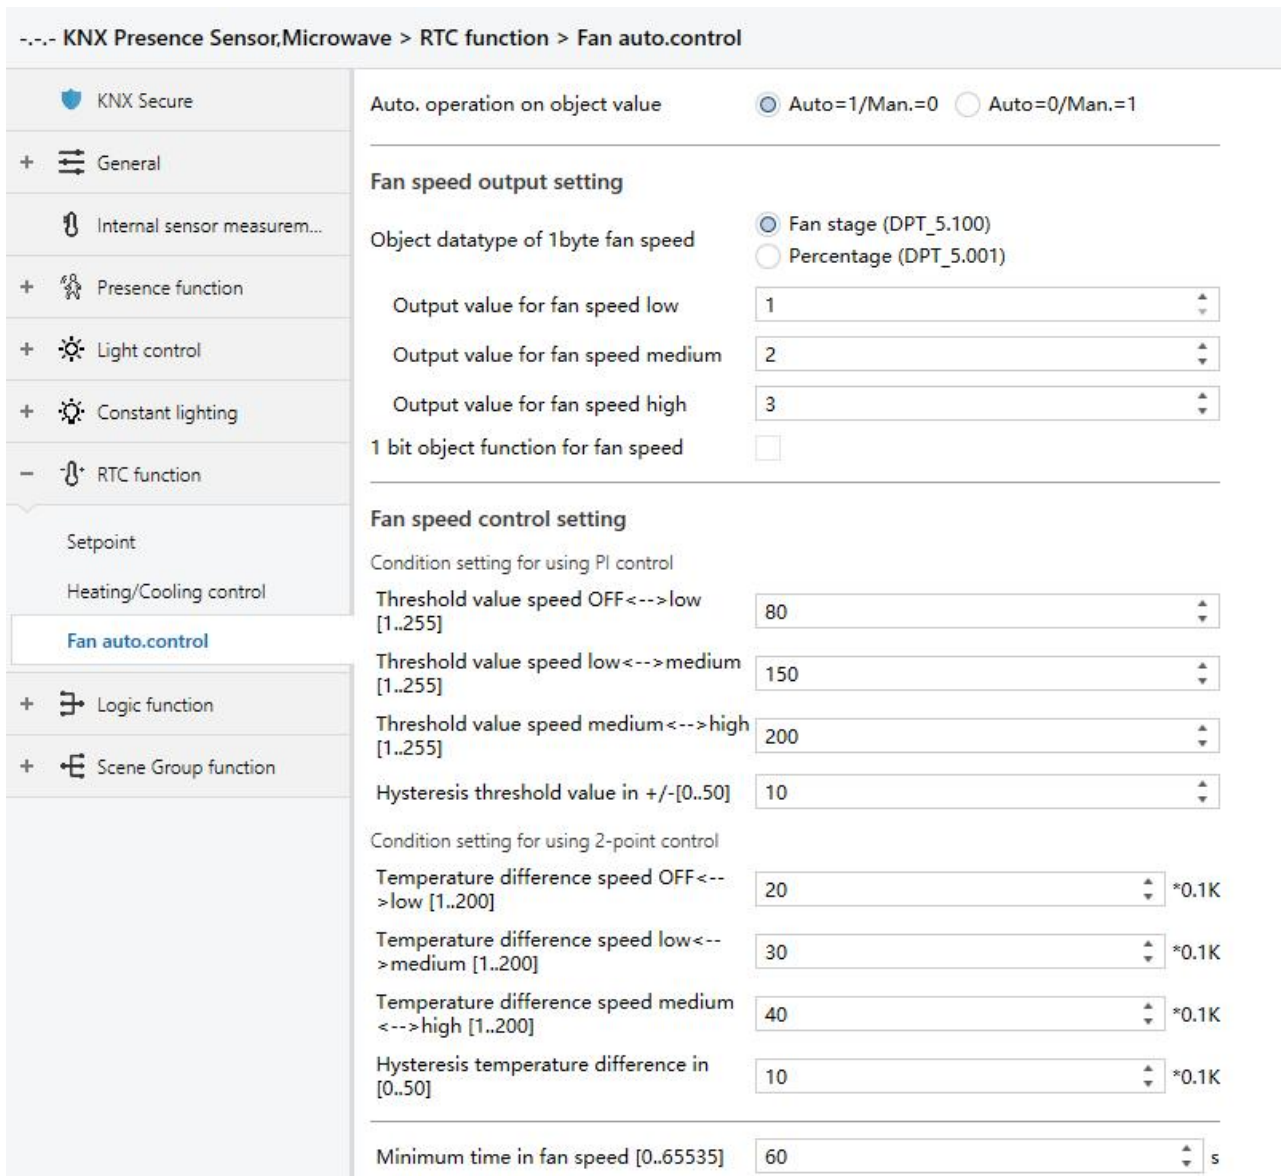 -.-.- KNX Presence Sensor,Microwave > RTC function > Fan auto.control
KNX Secure
+ General
Internal sensor measurem...
+ Presence function
+ Light control
+ Constant lighting
− RTC function
Setpoint
Heating/Cooling control
Fan auto.control
+ Logic function
+ Scene Group function
Auto. operation on object value Auto=1/Man.=0 Auto=0/Man.=1
Fan speed output setting
Object datatype of 1byte fan speed
Fan stage (DPT_5.100)
Percentage (DPT_5.001)
Output value for fan speed low 1
Output value for fan speed medium 2
Output value for fan speed high 3
1 bit object function for fan speed
Fan speed control setting
Condition setting for using PI control
Threshold value speed OFF<-->low
[1..255] 80
Threshold value speed low<-->medium
[1..255] 150
Threshold value speed medium<-->high
[1..255] 200
Hysteresis threshold value in +/-[0..50] 10
Condition setting for using 2-point control
Temperature difference speed OFF<--
>low [1..200] 20 *0.1K
Temperature difference speed low<--
>medium [1..200] 30 *0.1K
Temperature difference speed medium
<-->high [1..200] 40 *0.1K
Hysteresis temperature difference in
[0..50] 10 *0.1K
Minimum time in fan speed [0..65535] 60 s